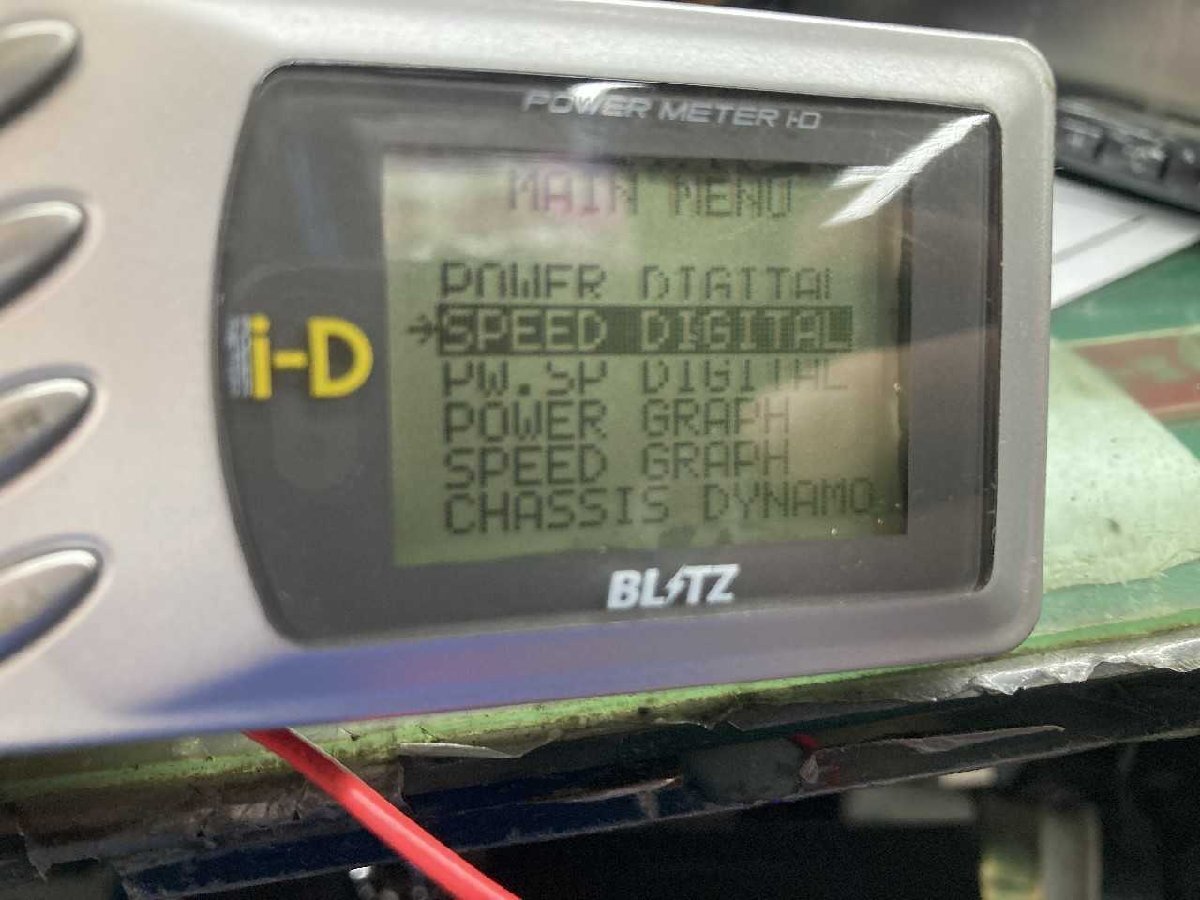 POWER METER i-D
MAIN MENU
POWER DIGITAL
→SPEED DIGITAL
PW.SP DIGITAL
POWER GRAPH
SPEED GRAPH
CHASSIS DYNAMO
i-D
BLITZ